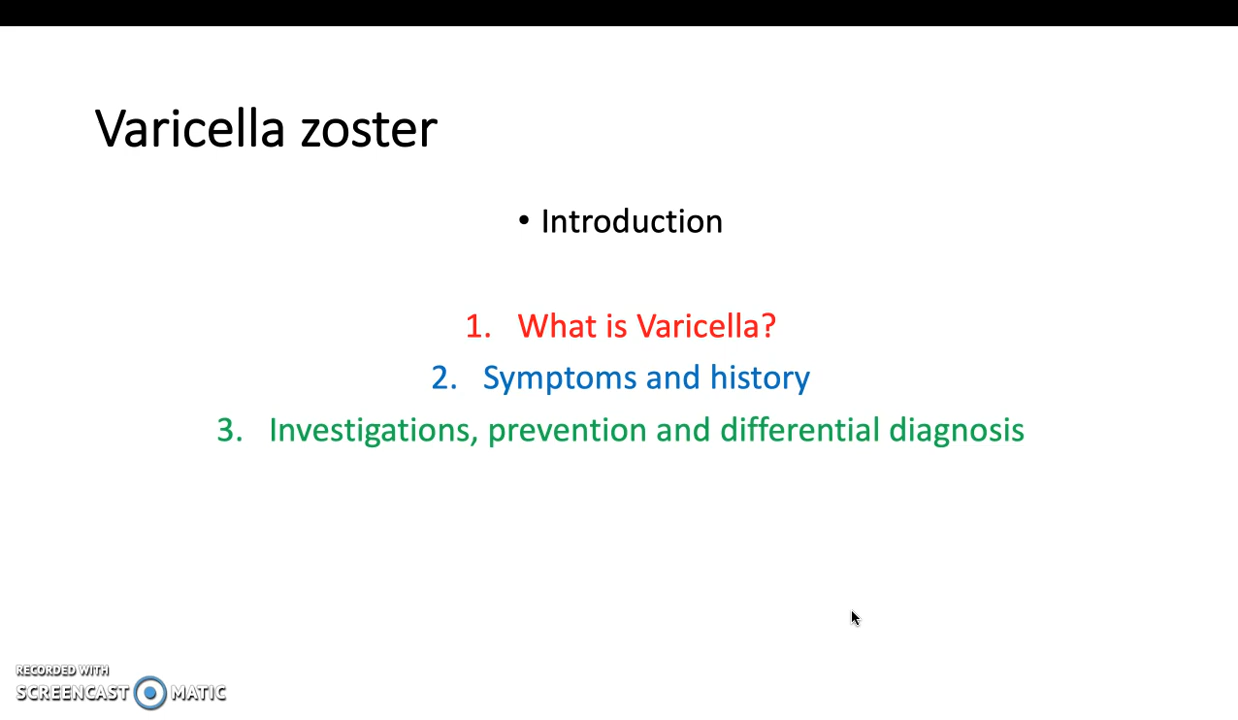 Varicella zoster
• Introduction
1. What is Varicella?
2. Symptoms and history
3. Investigations, prevention and differential diagnosis
RECORDED WITH
SCREENCAST MATIC